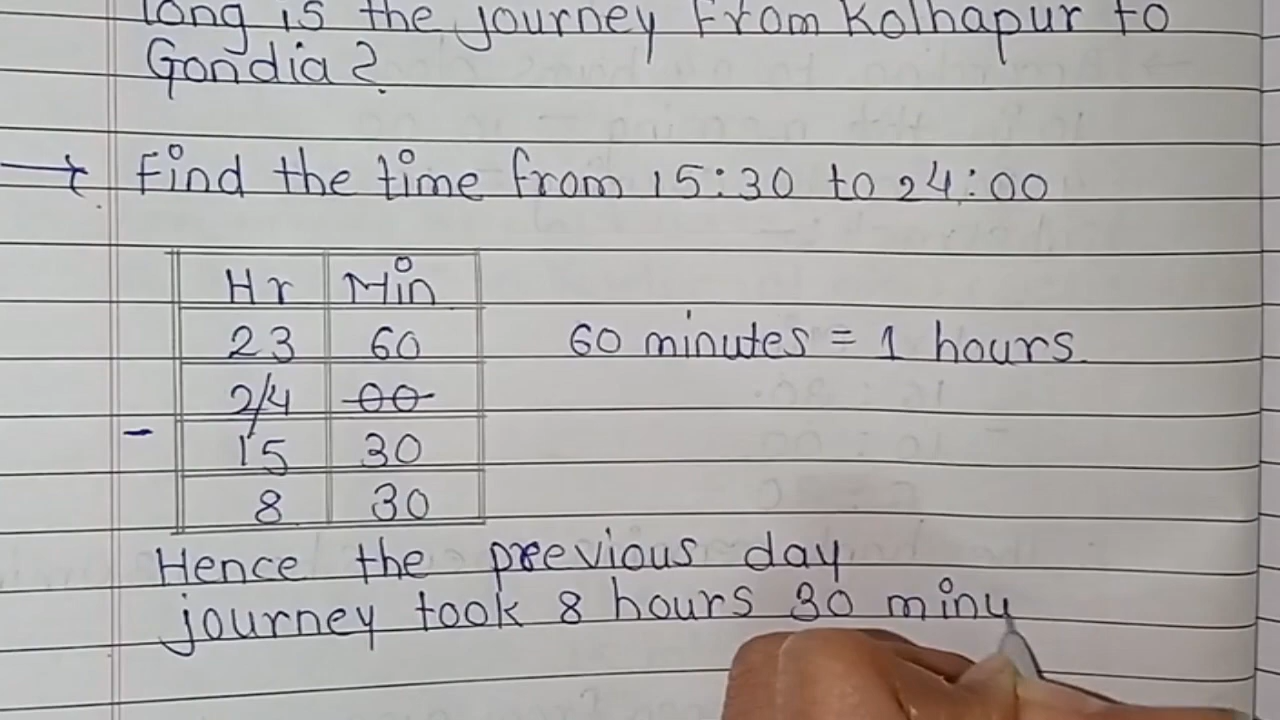 long is the journey from Kolhapur to
Gondia?
→ Find the time from 15:30 to 24:00
Hr Min
23 60 60 minutes = 1 hours
24 00
- 15 30
8 30
Hence the previous day
journey took 8 hours 30 minu